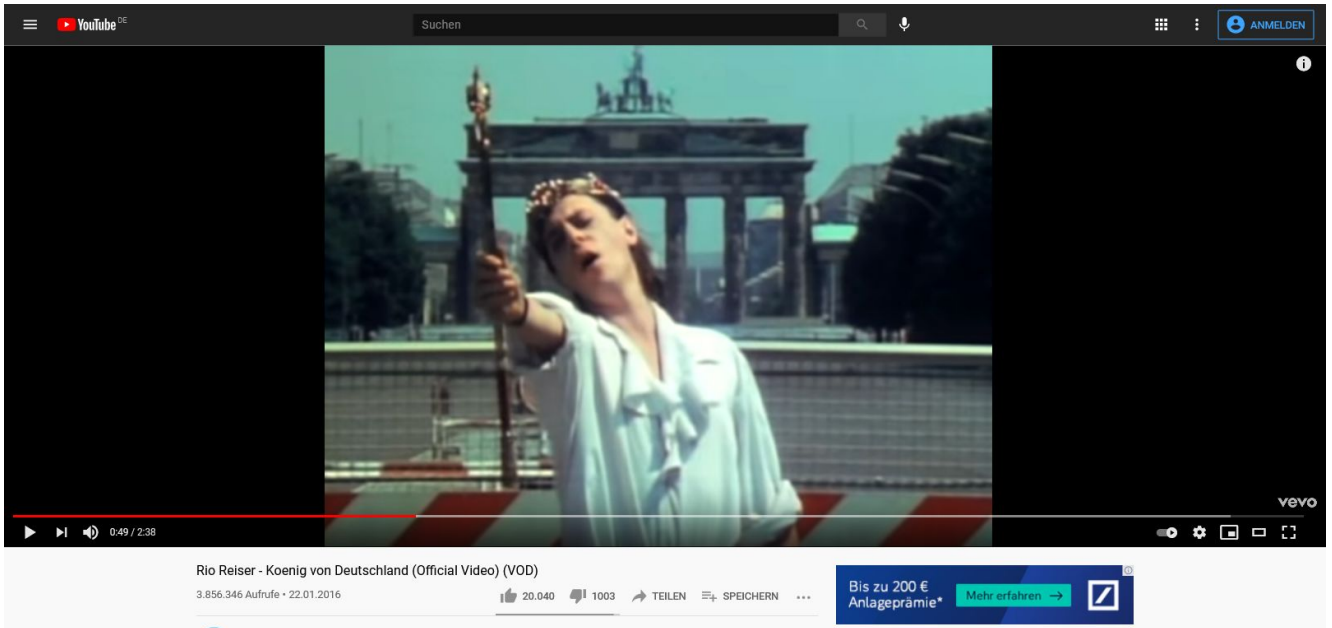 YouTube DE
Suchen
ANMELDEN
vevo
0:49 / 2:38
Rio Reiser - Koenig von Deutschland (Official Video) (VOD)
3.856.346 Aufrufe • 22.01.2016
20.040
1003
TEILEN
SPEICHERN
Bis zu 200 €
Anlageprämie*
Mehr erfahren →